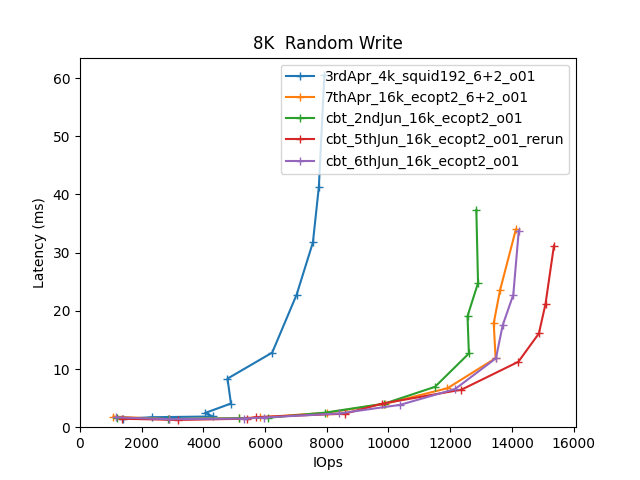 8K  Random Write
3rdApr_4k_squid192_6+2_o01
7thApr_16k_ecopt2_6+2_o01
cbt_2ndJun_16k_ecopt2_o01
cbt_5thJun_16k_ecopt2_o01_rerun
cbt_6thJun_16k_ecopt2_o01
Latency (ms)
60
50
40
30
20
10
0
0 2000 4000 6000 8000 10000 12000 14000 16000
IOps